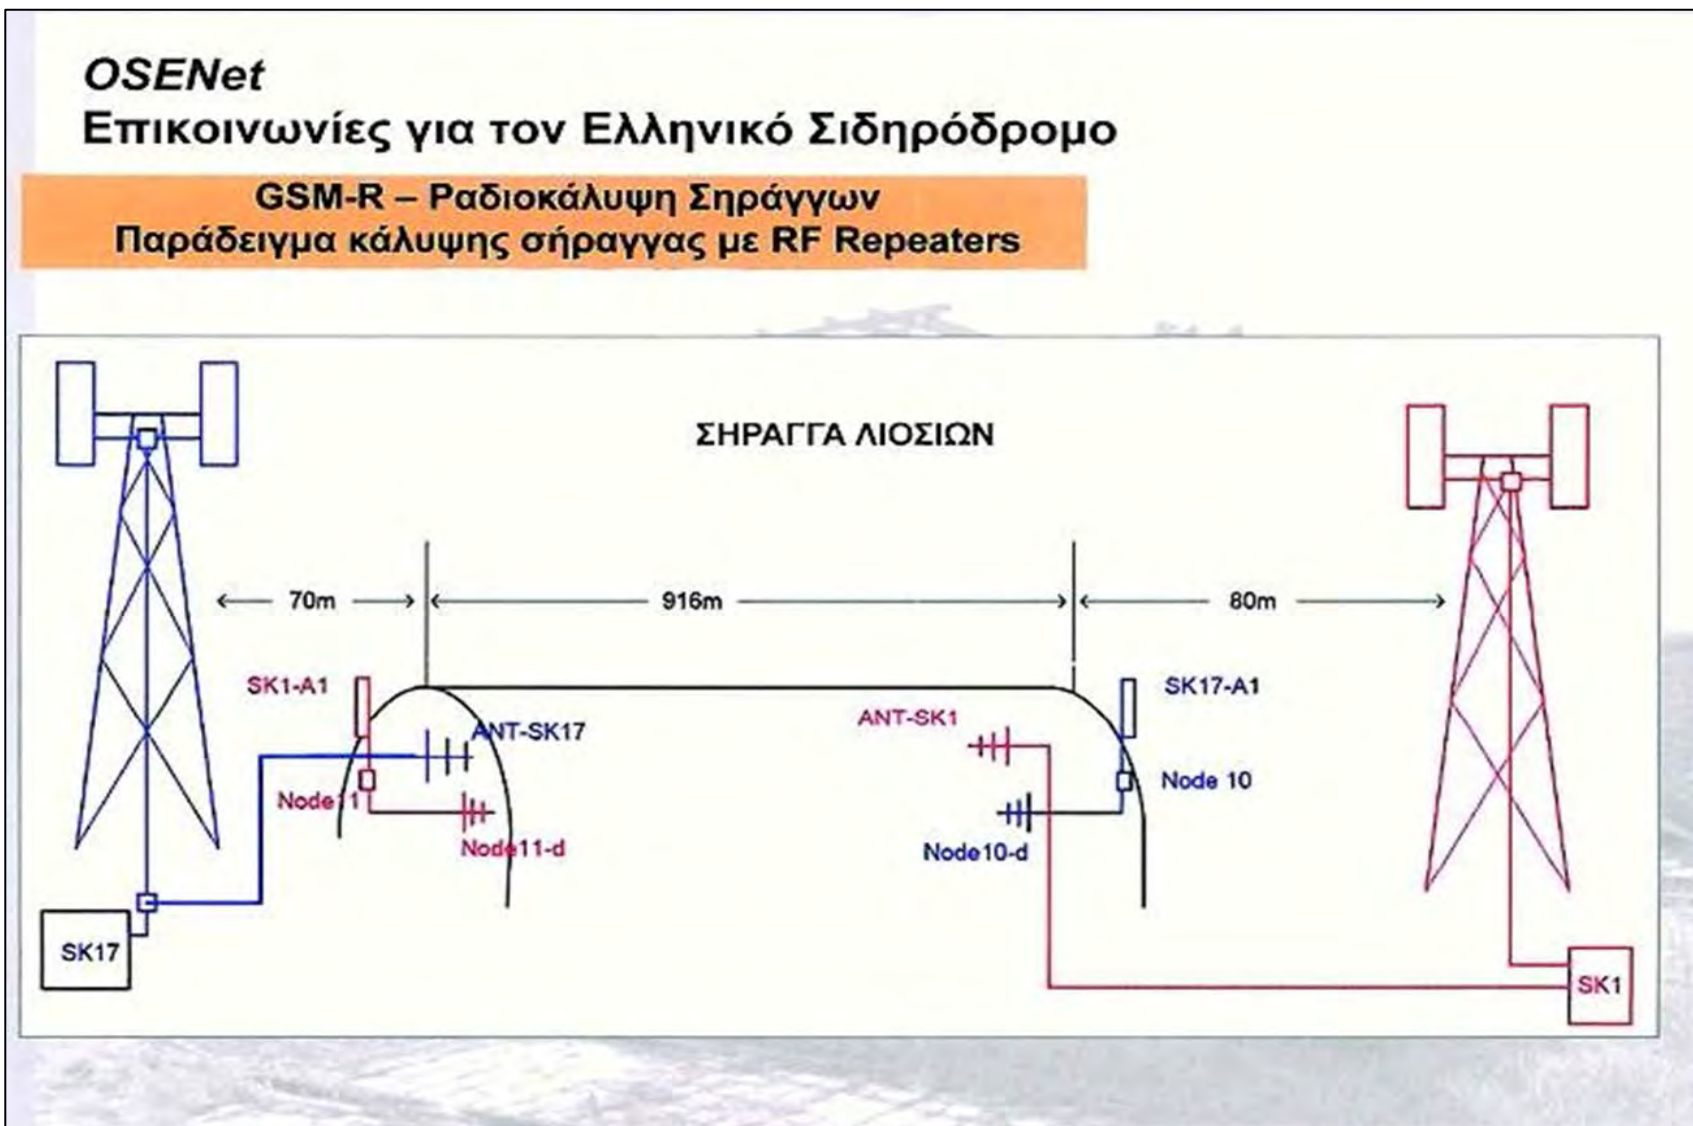 OSENet
Επικοινωνίες για τον Ελληνικό Σιδηρόδρομο
GSM-R – Ραδιοκάλυψη Σηράγγων
Παράδειγμα κάλυψης σήραγγας με RF Repeaters
ΣΗΡΑΓΓΑ ΛΙΟΣΙΩΝ
70m
916m
80m
SK1-A1
SK17-A1
ANT-SK17
ANT-SK1
Node11
Node 10
Node11-d
Node10-d
SK17
SK1